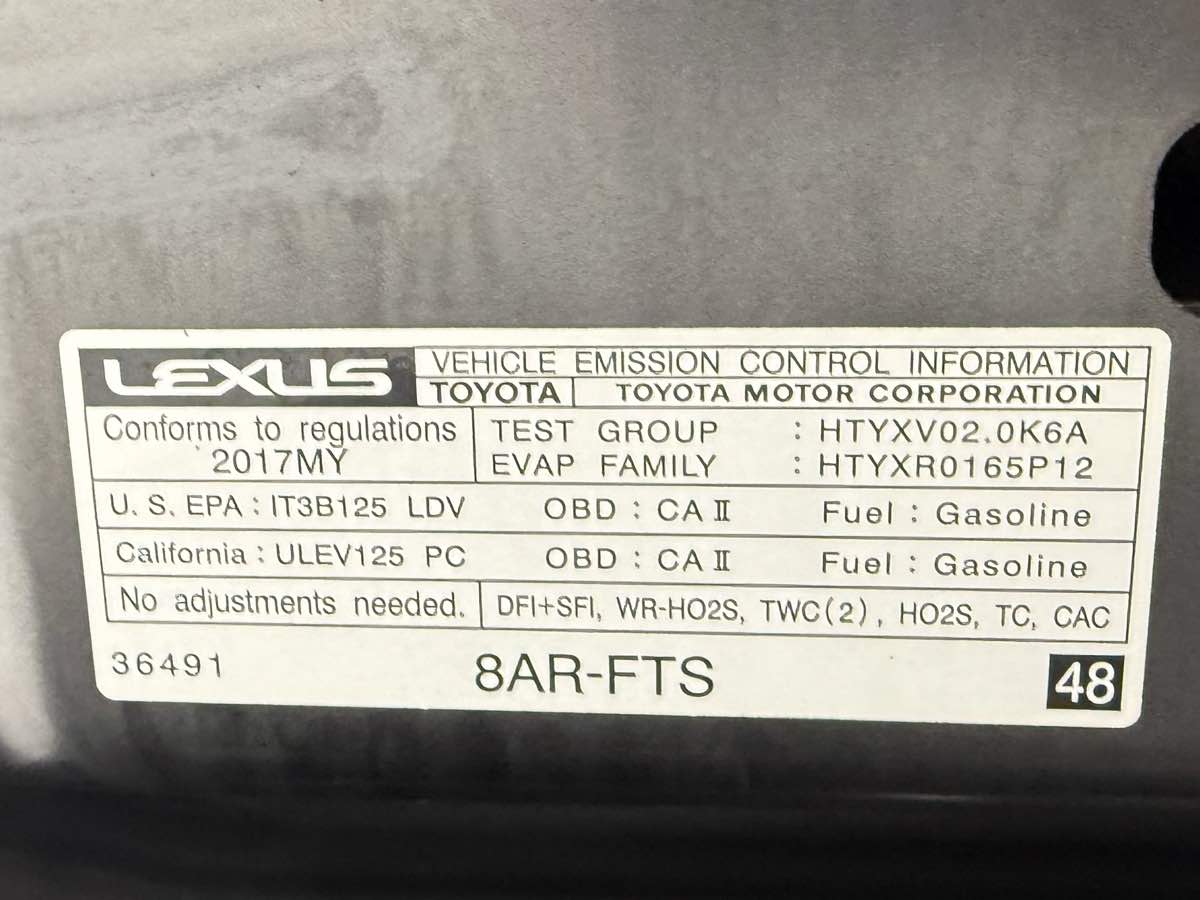 LEXUS VEHICLE EMISSION CONTROL INFORMATION
TOYOTA TOYOTA MOTOR CORPORATION
Conforms to regulations
2017MY
TEST GROUP : HTYXV02.0K6A
EVAP FAMILY : HTYXR0165P12
U.S. EPA : IT3B125 LDV OBD : CA II Fuel : Gasoline
California : ULEV125 PC OBD : CA II Fuel : Gasoline
No adjustments needed. DFI+SFI, WR-HO2S, TWC(2), HO2S, TC, CAC
36491 8AR-FTS 48